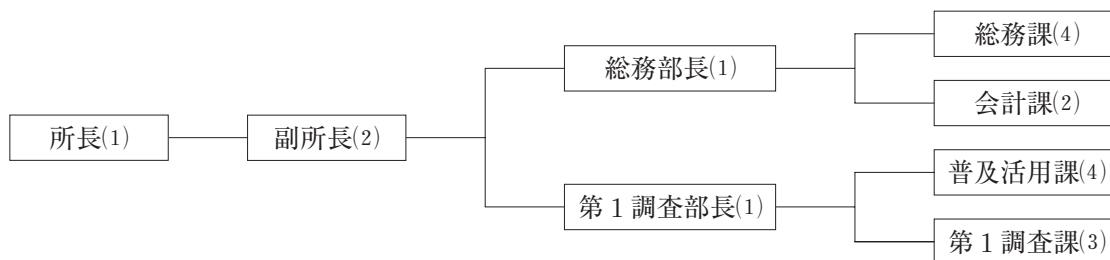 所長(1)
副所長(2)
総務部長(1)
総務課(4)
会計課(2)
第1調査部長(1)
普及活用課(4)
第1調査課(3)